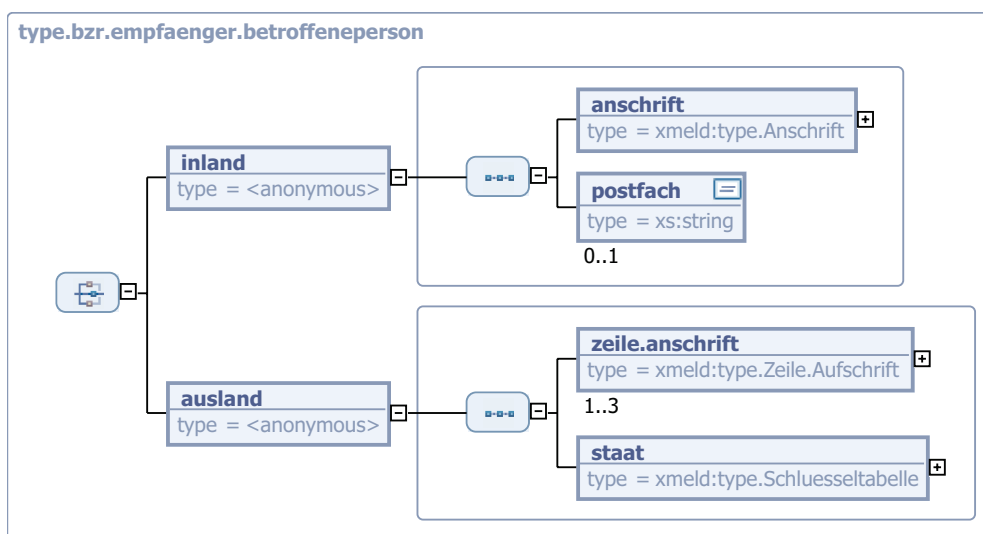 type.bzr.empfaenger.betroffeneperson
anschrift
type = xmeld:type.Anschrift
inland
type = <anonymous>
postfach
type = xs:string
0..1
zeile.anschrift
type = xmeld:type.Zeile.Aufschrift
1..3
ausland
type = <anonymous>
staat
type = xmeld:type.Schluesseltabelle